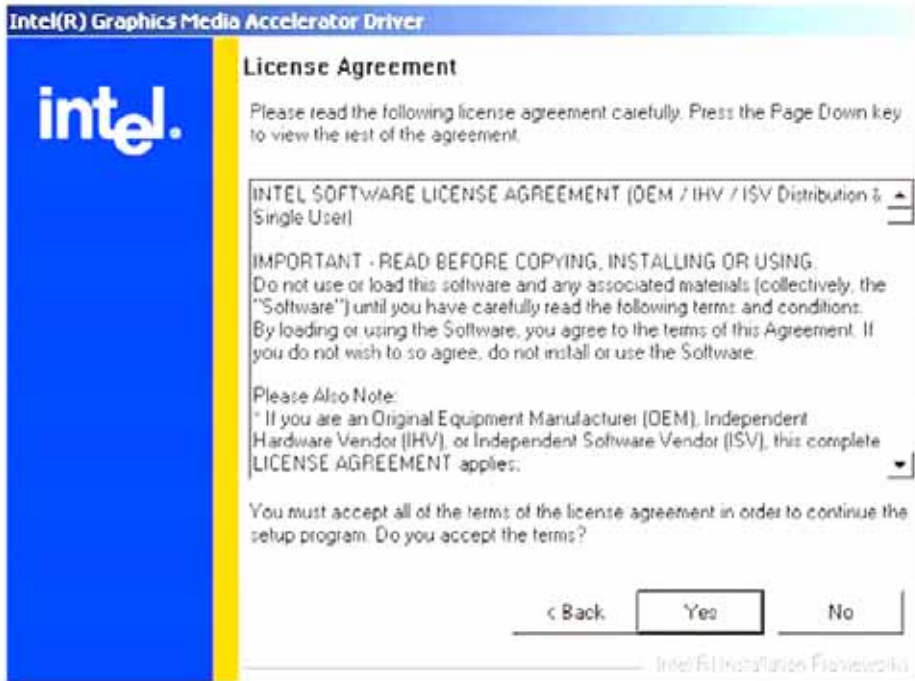 Intel(R) Graphics Media Accelerator Driver
intel.
License Agreement
Please read the following license agreement carefully. Press the Page Down key
to view the rest of the agreement.
INTEL SOFTWARE LICENSE AGREEMENT (OEM / IHV / ISV Distribution &
Single User)
IMPORTANT - READ BEFORE COPYING, INSTALLING OR USING.
Do not use or load this software and any associated materials (collectively, the
"Software") until you have carefully read the following terms and conditions.
By loading or using the Software, you agree to the terms of this Agreement. If
you do not wish to so agree, do not install or use the Software.
Please Also Note:
* If you are an Original Equipment Manufacturer (OEM), Independent
Hardware Vendor (IHV), or Independent Software Vendor (ISV), this complete
LICENSE AGREEMENT applies;
You must accept all of the terms of the license agreement in order to continue the
setup program. Do you accept the terms?
< Back
Yes
No
Intel(R) Installation Frameworks